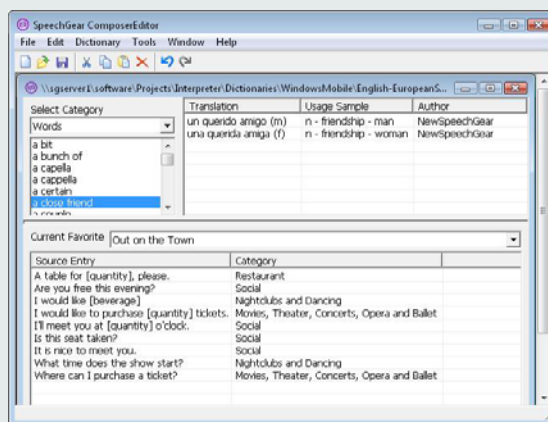 SpeechGear ComposerEditor
File Edit Dictionary Tools Window Help
\\sgserver1\software\Projects\Interpreter\Dictionaries\WindowsMobile\English-EuropeanS...
Select Category
Words
a bit
a bunch of
a capella
a cappella
a certain
a close friend
a couple
Translation Usage Sample Author
un querido amigo (m) n - friendship - man NewSpeechGear
una querida amiga (f) n - friendship - woman NewSpeechGear
Current Favorite Out on the Town
Source Entry Category
A table for [quantity], please. Restaurant
Are you free this evening? Social
I would like [beverage] Nightclubs and Dancing
I would like to purchase [quantity] tickets. Movies, Theater, Concerts, Opera and Ballet
I'll meet you at [quantity] o'clock. Social
Is this seat taken? Social
It is nice to meet you. Social
What time does the show start? Nightclubs and Dancing
Where can I purchase a ticket? Movies, Theater, Concerts, Opera and Ballet